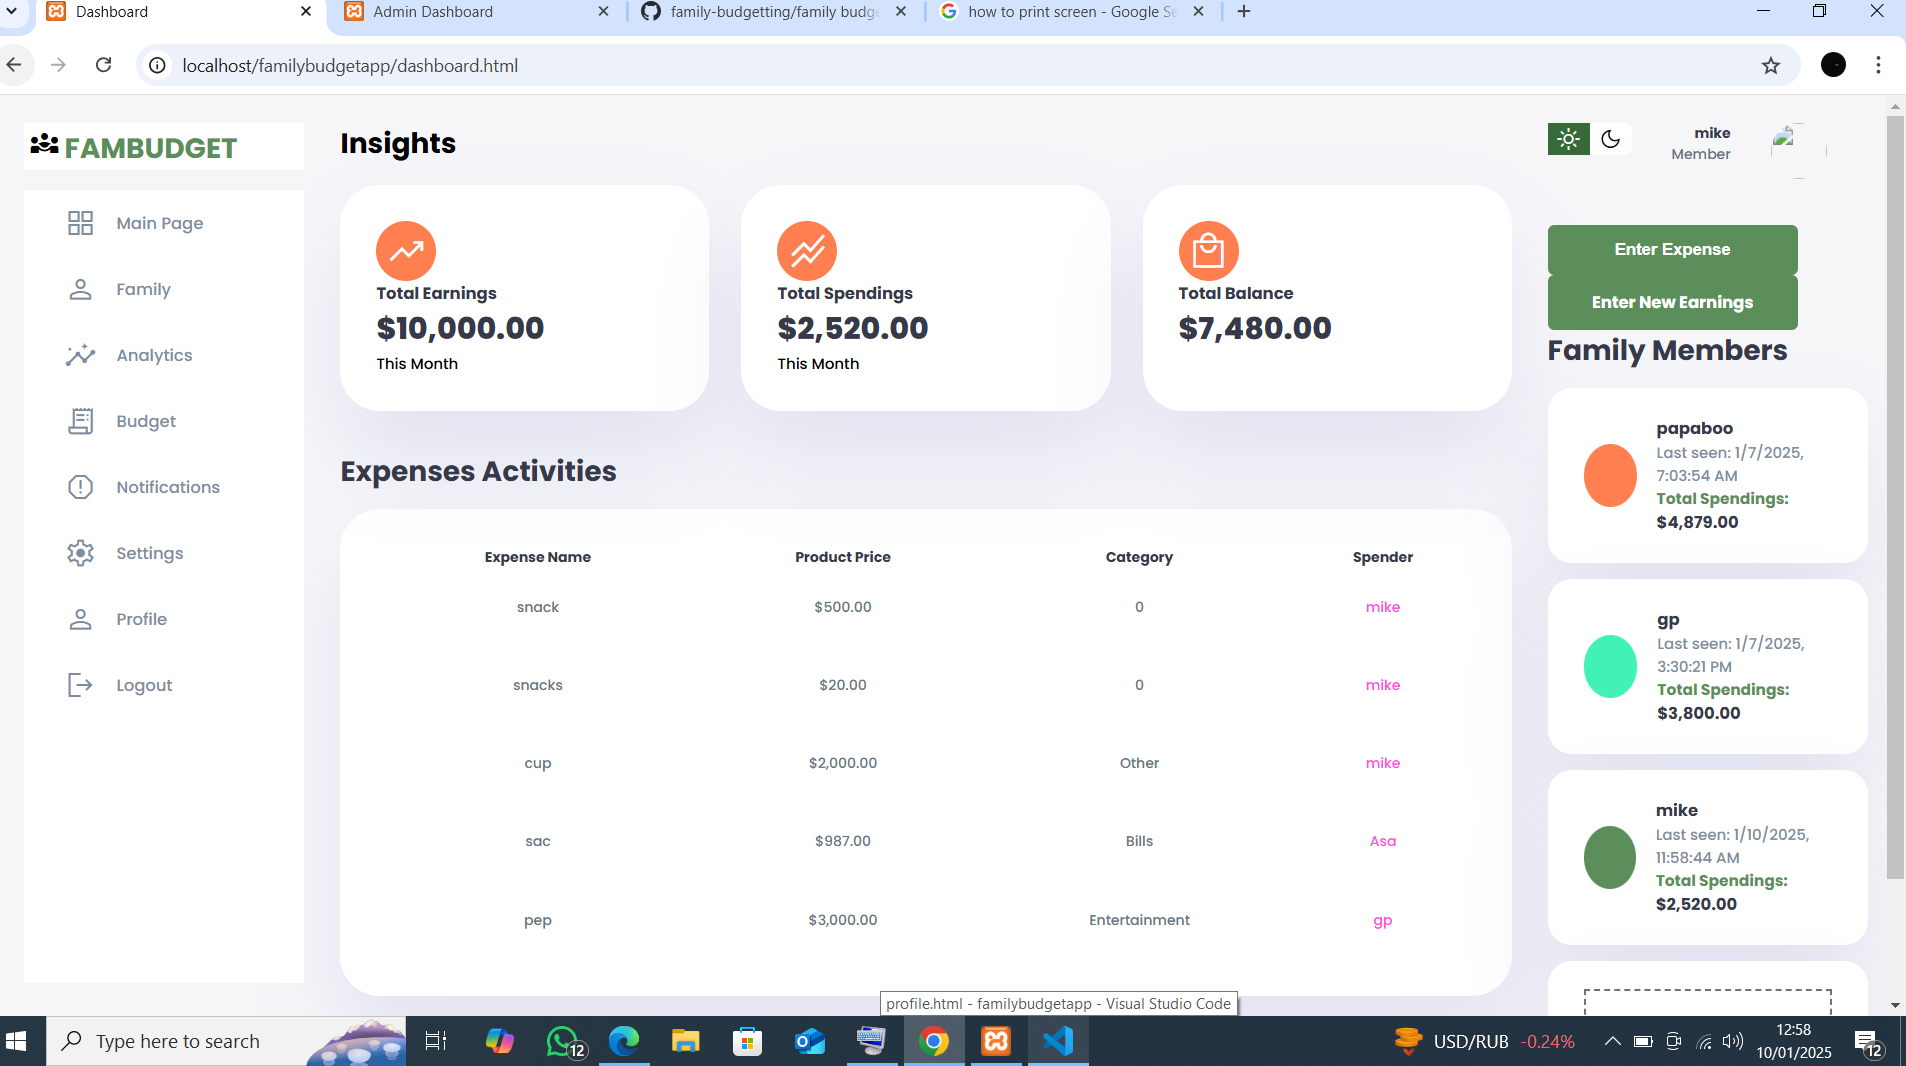 Dashboard
Admin Dashboard
family-budgetting/family budge
how to print screen - Google Se
localhost/familybudgetapp/dashboard.html
FAMBUDGET
Main Page
Family
Analytics
Budget
Notifications
Settings
Profile
Logout
Insights
Total Earnings
$10,000.00
This Month
Total Spendings
$2,520.00
This Month
Total Balance
$7,480.00
Expenses Activities
Expense Name Product Price Category Spender
snack $500.00 0 mike
snacks $20.00 0 mike
cup $2,000.00 Other mike
sac $987.00 Bills Asa
pep $3,000.00 Entertainment gp
mike
Member
Enter Expense
Enter New Earnings
Family Members
papaboo
Last seen: 1/7/2025,
7:03:54 AM
Total Spendings:
$4,879.00
gp
Last seen: 1/7/2025,
3:30:21 PM
Total Spendings:
$3,800.00
mike
Last seen: 1/10/2025,
11:58:44 AM
Total Spendings:
$2,520.00
profile.html - familybudgetapp - Visual Studio Code
Type here to search
12
USD/RUB -0.24%
12:58
10/01/2025
12